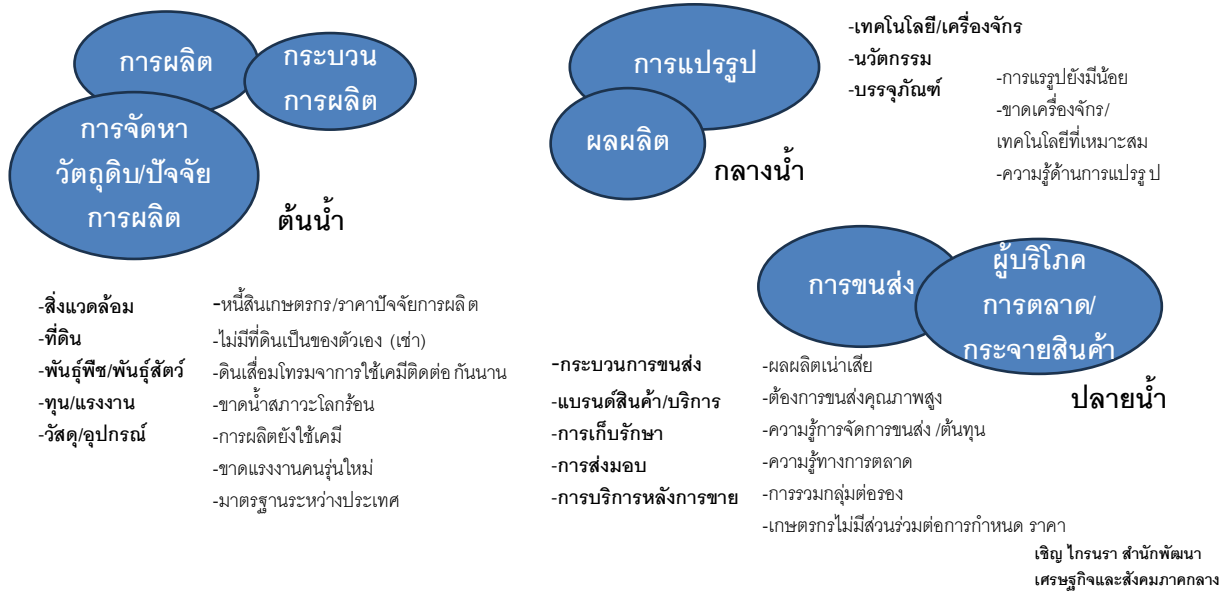 การผลิต
กระบวน
การผลิต
การจัดหา
วัตถุดิบ/ปัจจัย
การผลิต
ต้นน้ำ
-สิ่งแวดล้อม
-ที่ดิน
-พันธุ์พืช/พันธุ์สัตว์
-ทุน/แรงงาน
-วัสดุ/อุปกรณ์
-หนี้สินเกษตรกร/ราคาปัจจัยการผลิต
-ไม่มีที่ดินเป็นของตัวเอง (เช่า)
-ดินเสื่อมโทรมจาการใช้เคมีติดต่อกันนาน
-ขาดน้ำสภาวะโลกร้อน
-การผลิตยังใช้เคมี
-ขาดแรงงานคนรุ่นใหม่
-มาตรฐานระหว่างประเทศ
การแปรรูป
ผลผลิต
กลางน้ำ
-เทคโนโลยี/เครื่องจักร
-นวัตกรรม
-บรรจุภัณฑ์
-การแรรูปยังมีน้อย
-ขาดเครื่องจักร/
เทคโนโลยีที่เหมาะสม
-ความรู้ด้านการแปรรูป
การขนส่ง
ผู้บริโภค
การตลาด/
กระจายสินค้า
ปลายน้ำ
-กระบวนการขนส่ง
-แบรนด์สินค้า/บริการ
-การเก็บรักษา
-การส่งมอบ
-การบริการหลังการขาย
-ผลผลิตเน่าเสีย
-ต้องการขนส่งคุณภาพสูง
-ความรู้การจัดการขนส่ง /ต้นทุน
-ความรู้ทางการตลาด
-การรวมกลุ่มต่อรอง
-เกษตรกรไม่มีส่วนร่วมต่อการกำหนด ราคา
เชิญ ไกรนรา สำนักพัฒนา
เศรษฐกิจและสังคมภาคกลาง